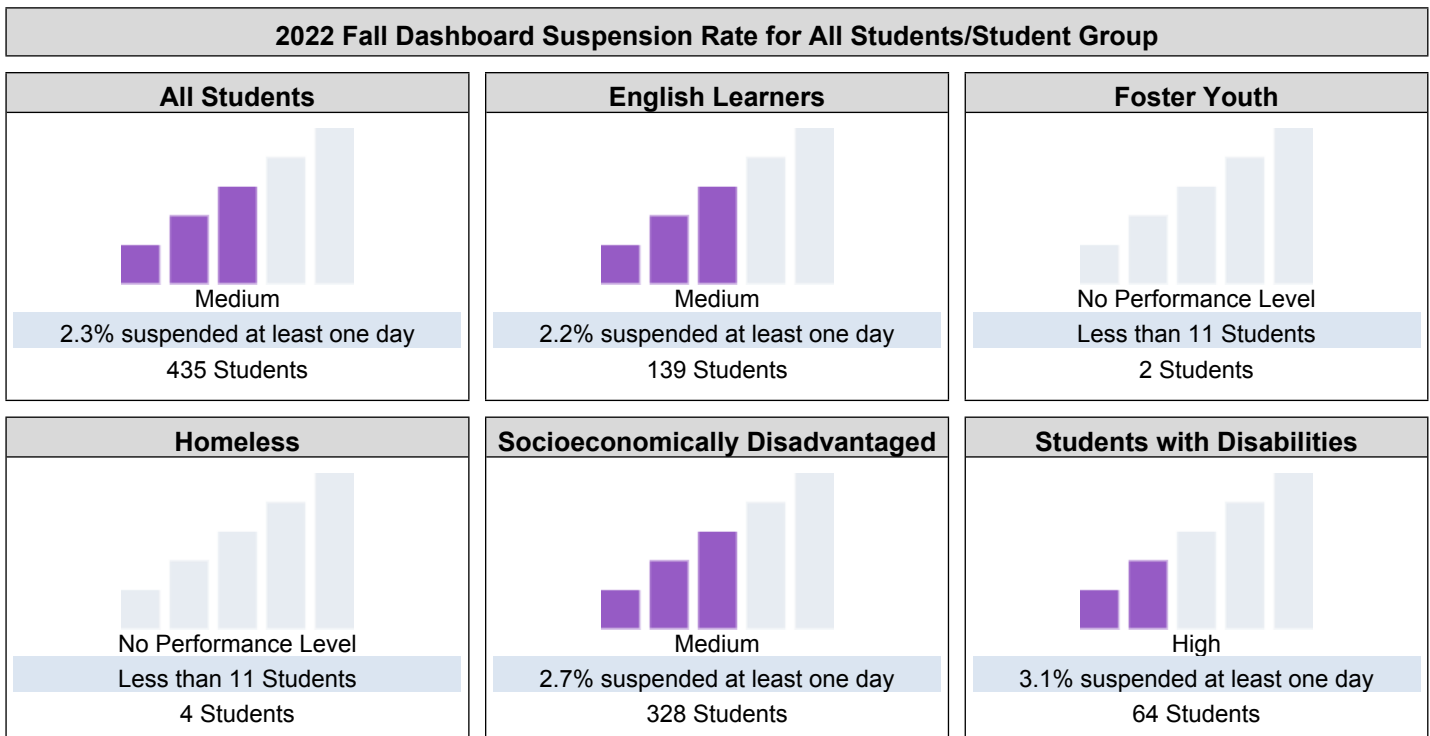 2022 Fall Dashboard Suspension Rate for All Students/Student Group
All Students
Medium
2.3% suspended at least one day
435 Students
English Learners
Medium
2.2% suspended at least one day
139 Students
Foster Youth
No Performance Level
Less than 11 Students
2 Students
Homeless
No Performance Level
Less than 11 Students
4 Students
Socioeconomically Disadvantaged
Medium
2.7% suspended at least one day
328 Students
Students with Disabilities
High
3.1% suspended at least one day
64 Students